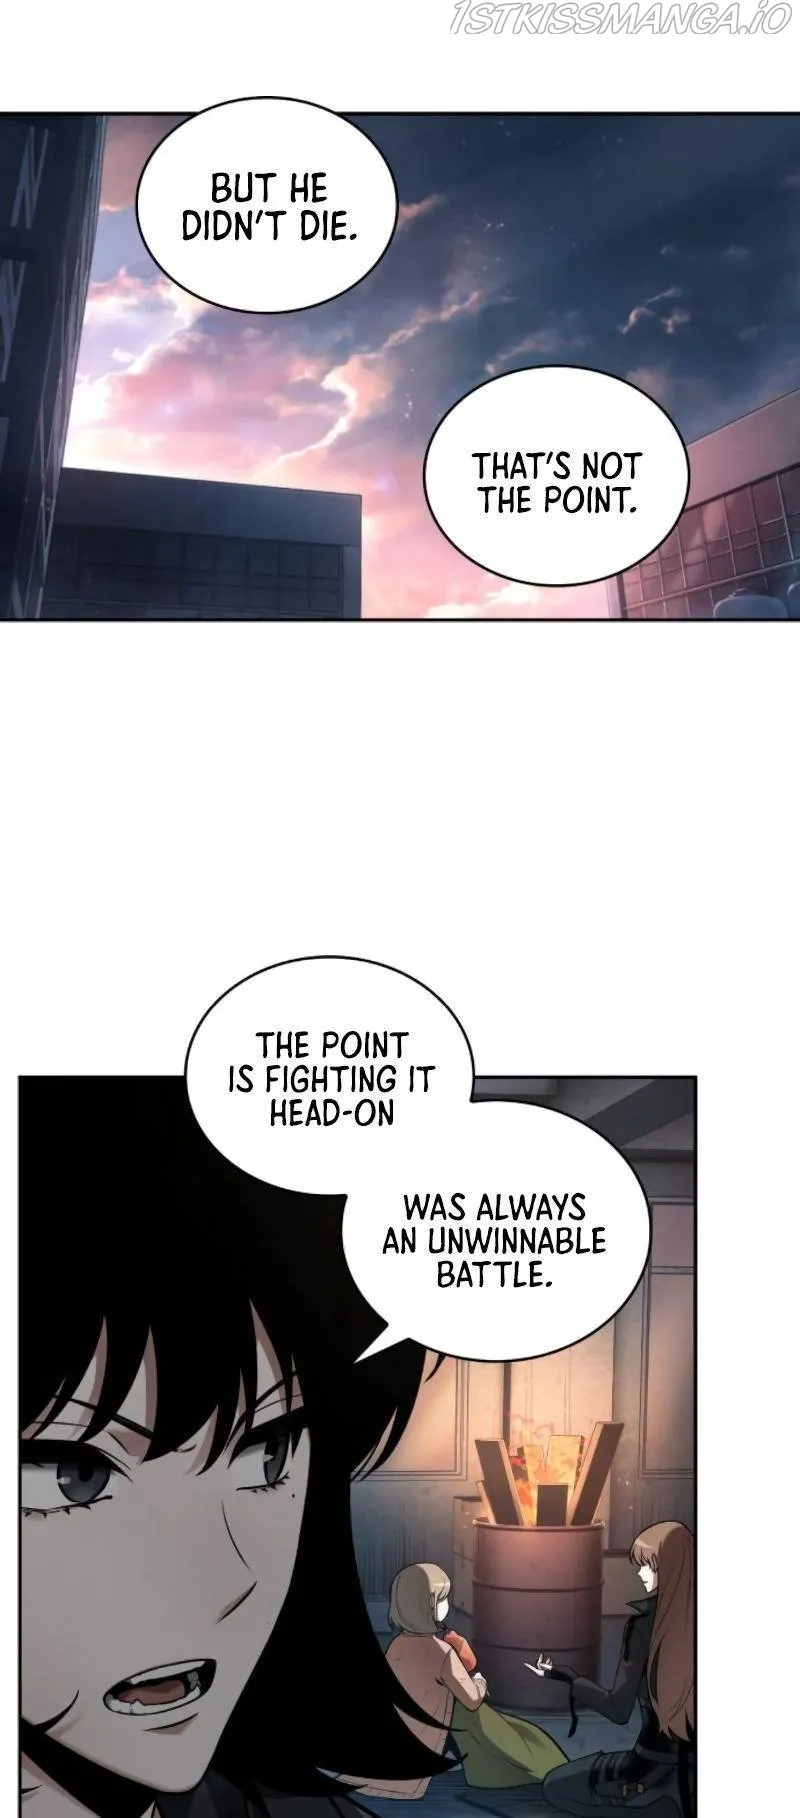 1STKISSMANGA.iO
BUT HE
DIDN'T DIE.
THAT'S NOT
THE POINT.
THE POINT
IS FIGHTING IT
HEAD-ON
WAS ALWAYS
AN UNWINNABLE
BATTLE.